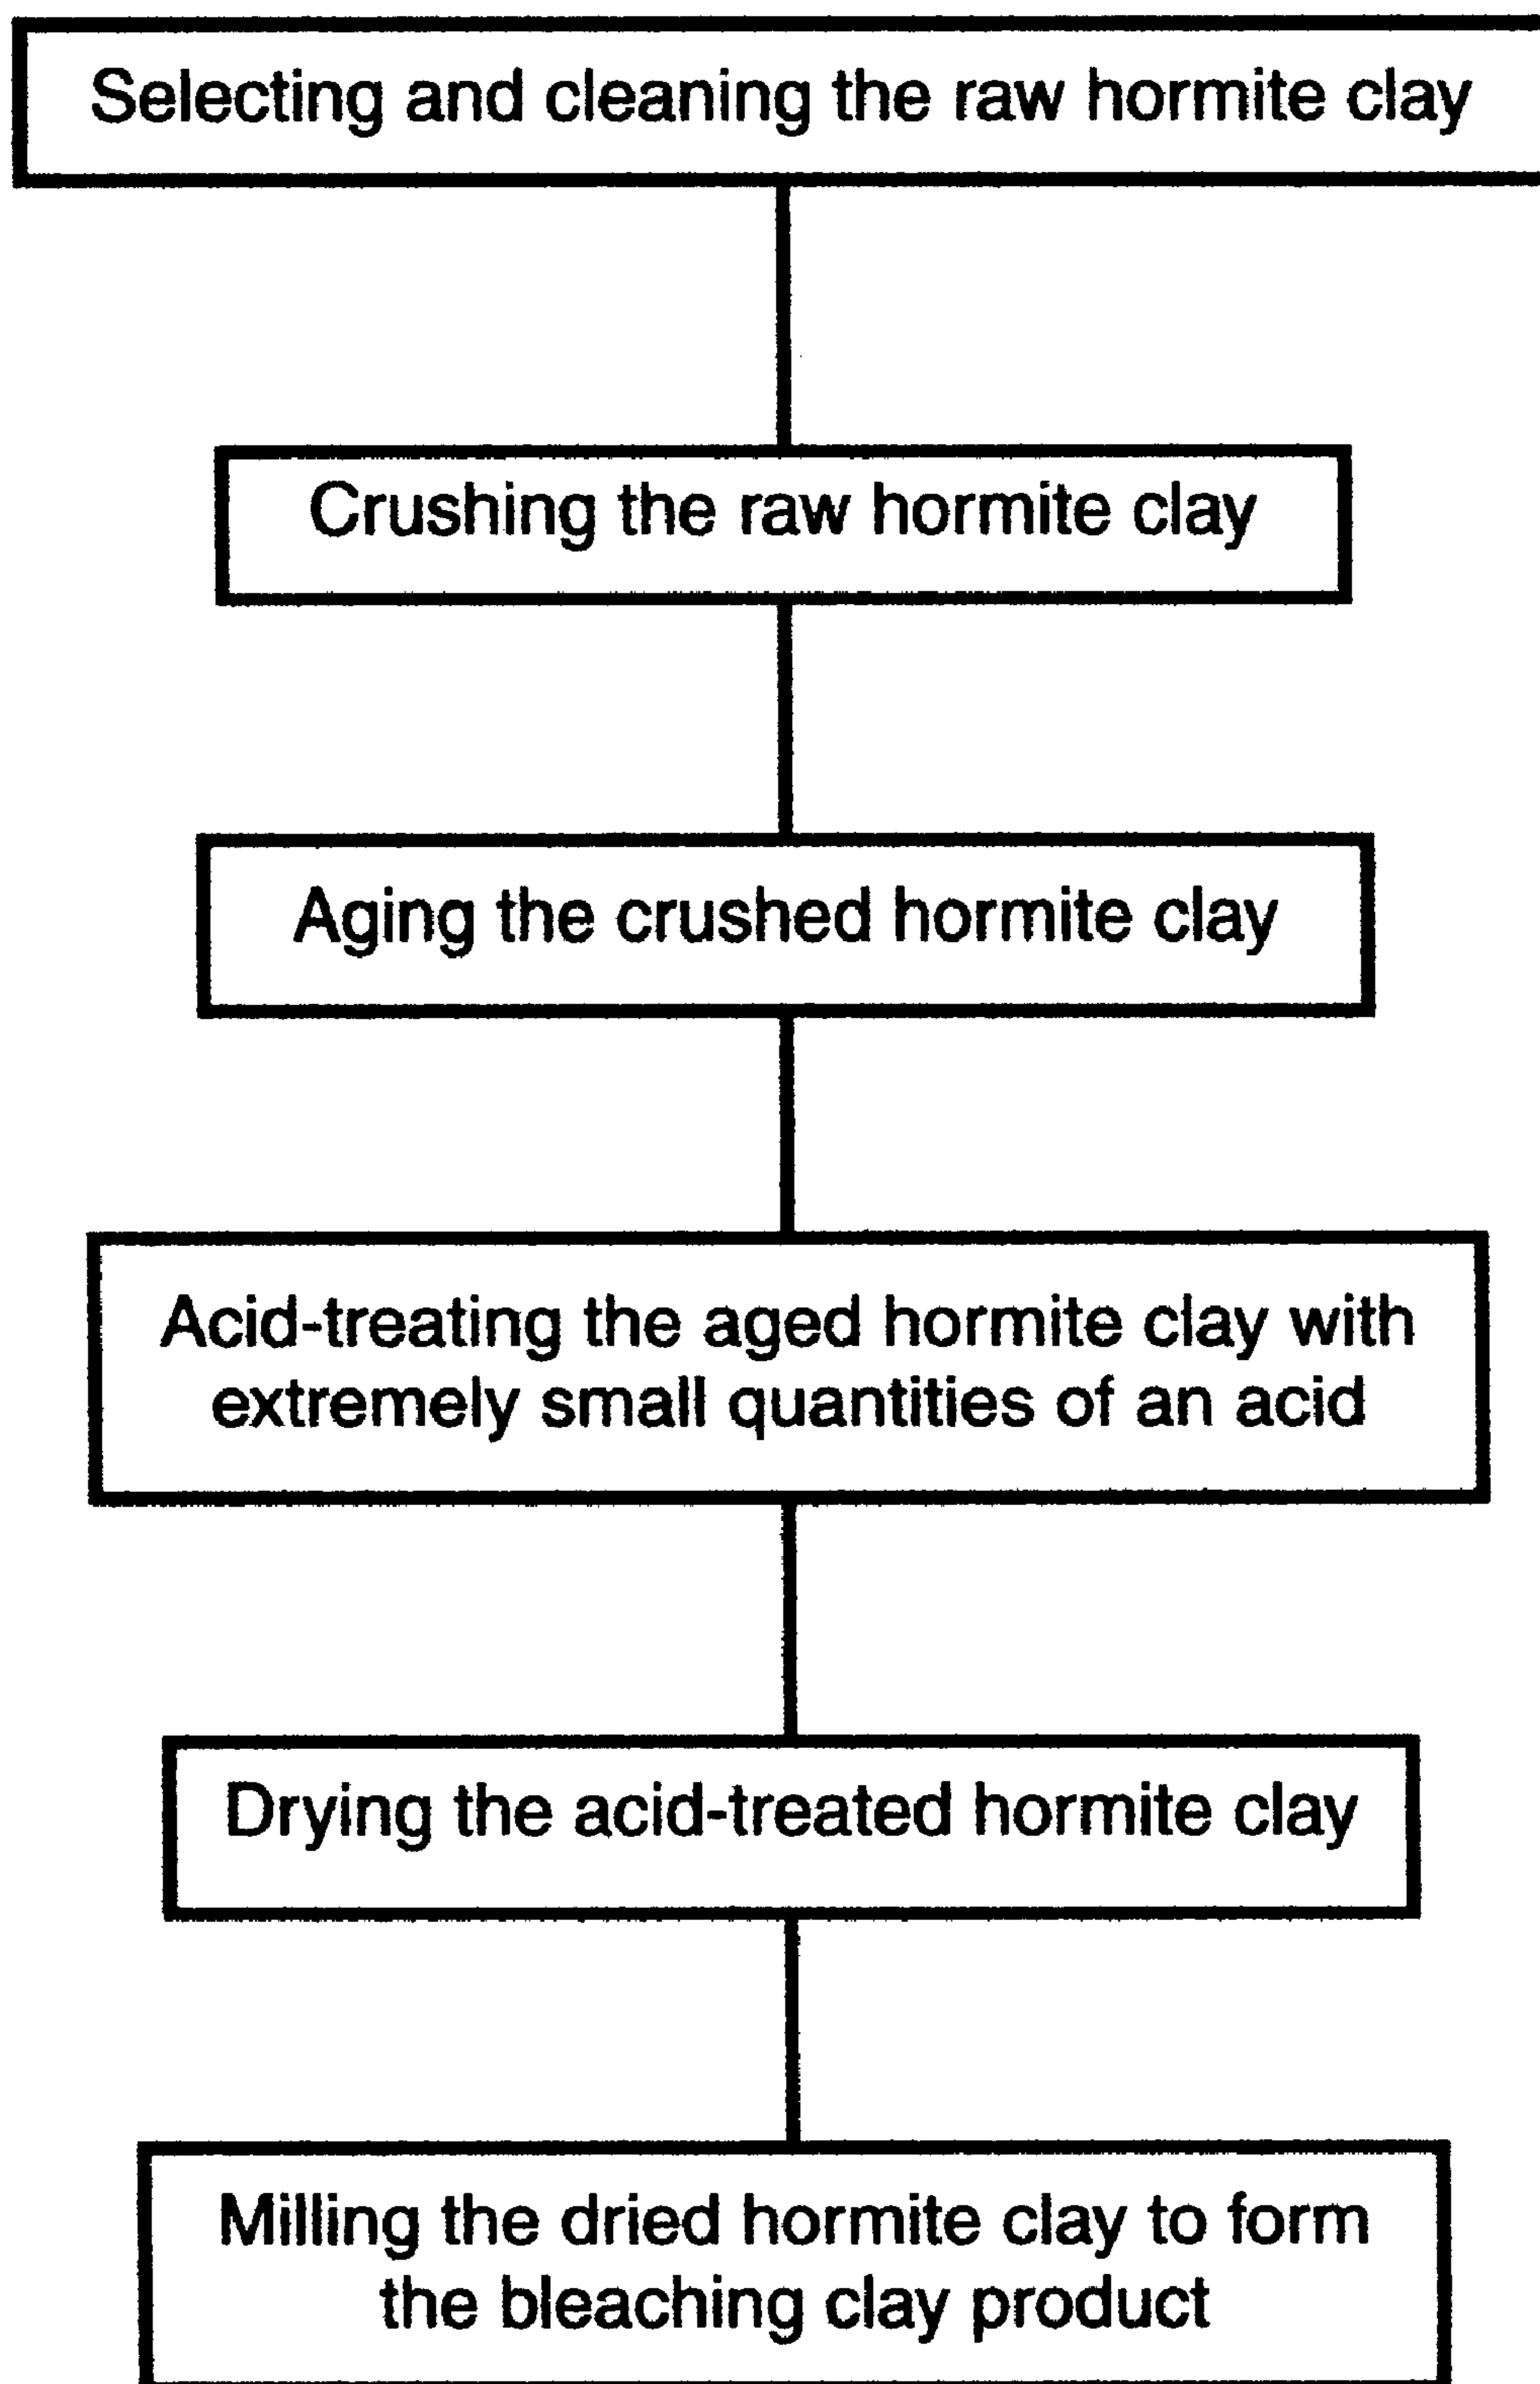 Selecting and cleaning the raw hormite clay
Crushing the raw hormite clay
Aging the crushed hormite clay
Acid-treating the aged hormite clay with
extremely small quantities of an acid
Drying the acid-treated hormite clay
Milling the dried hormite clay to form
the bleaching clay product